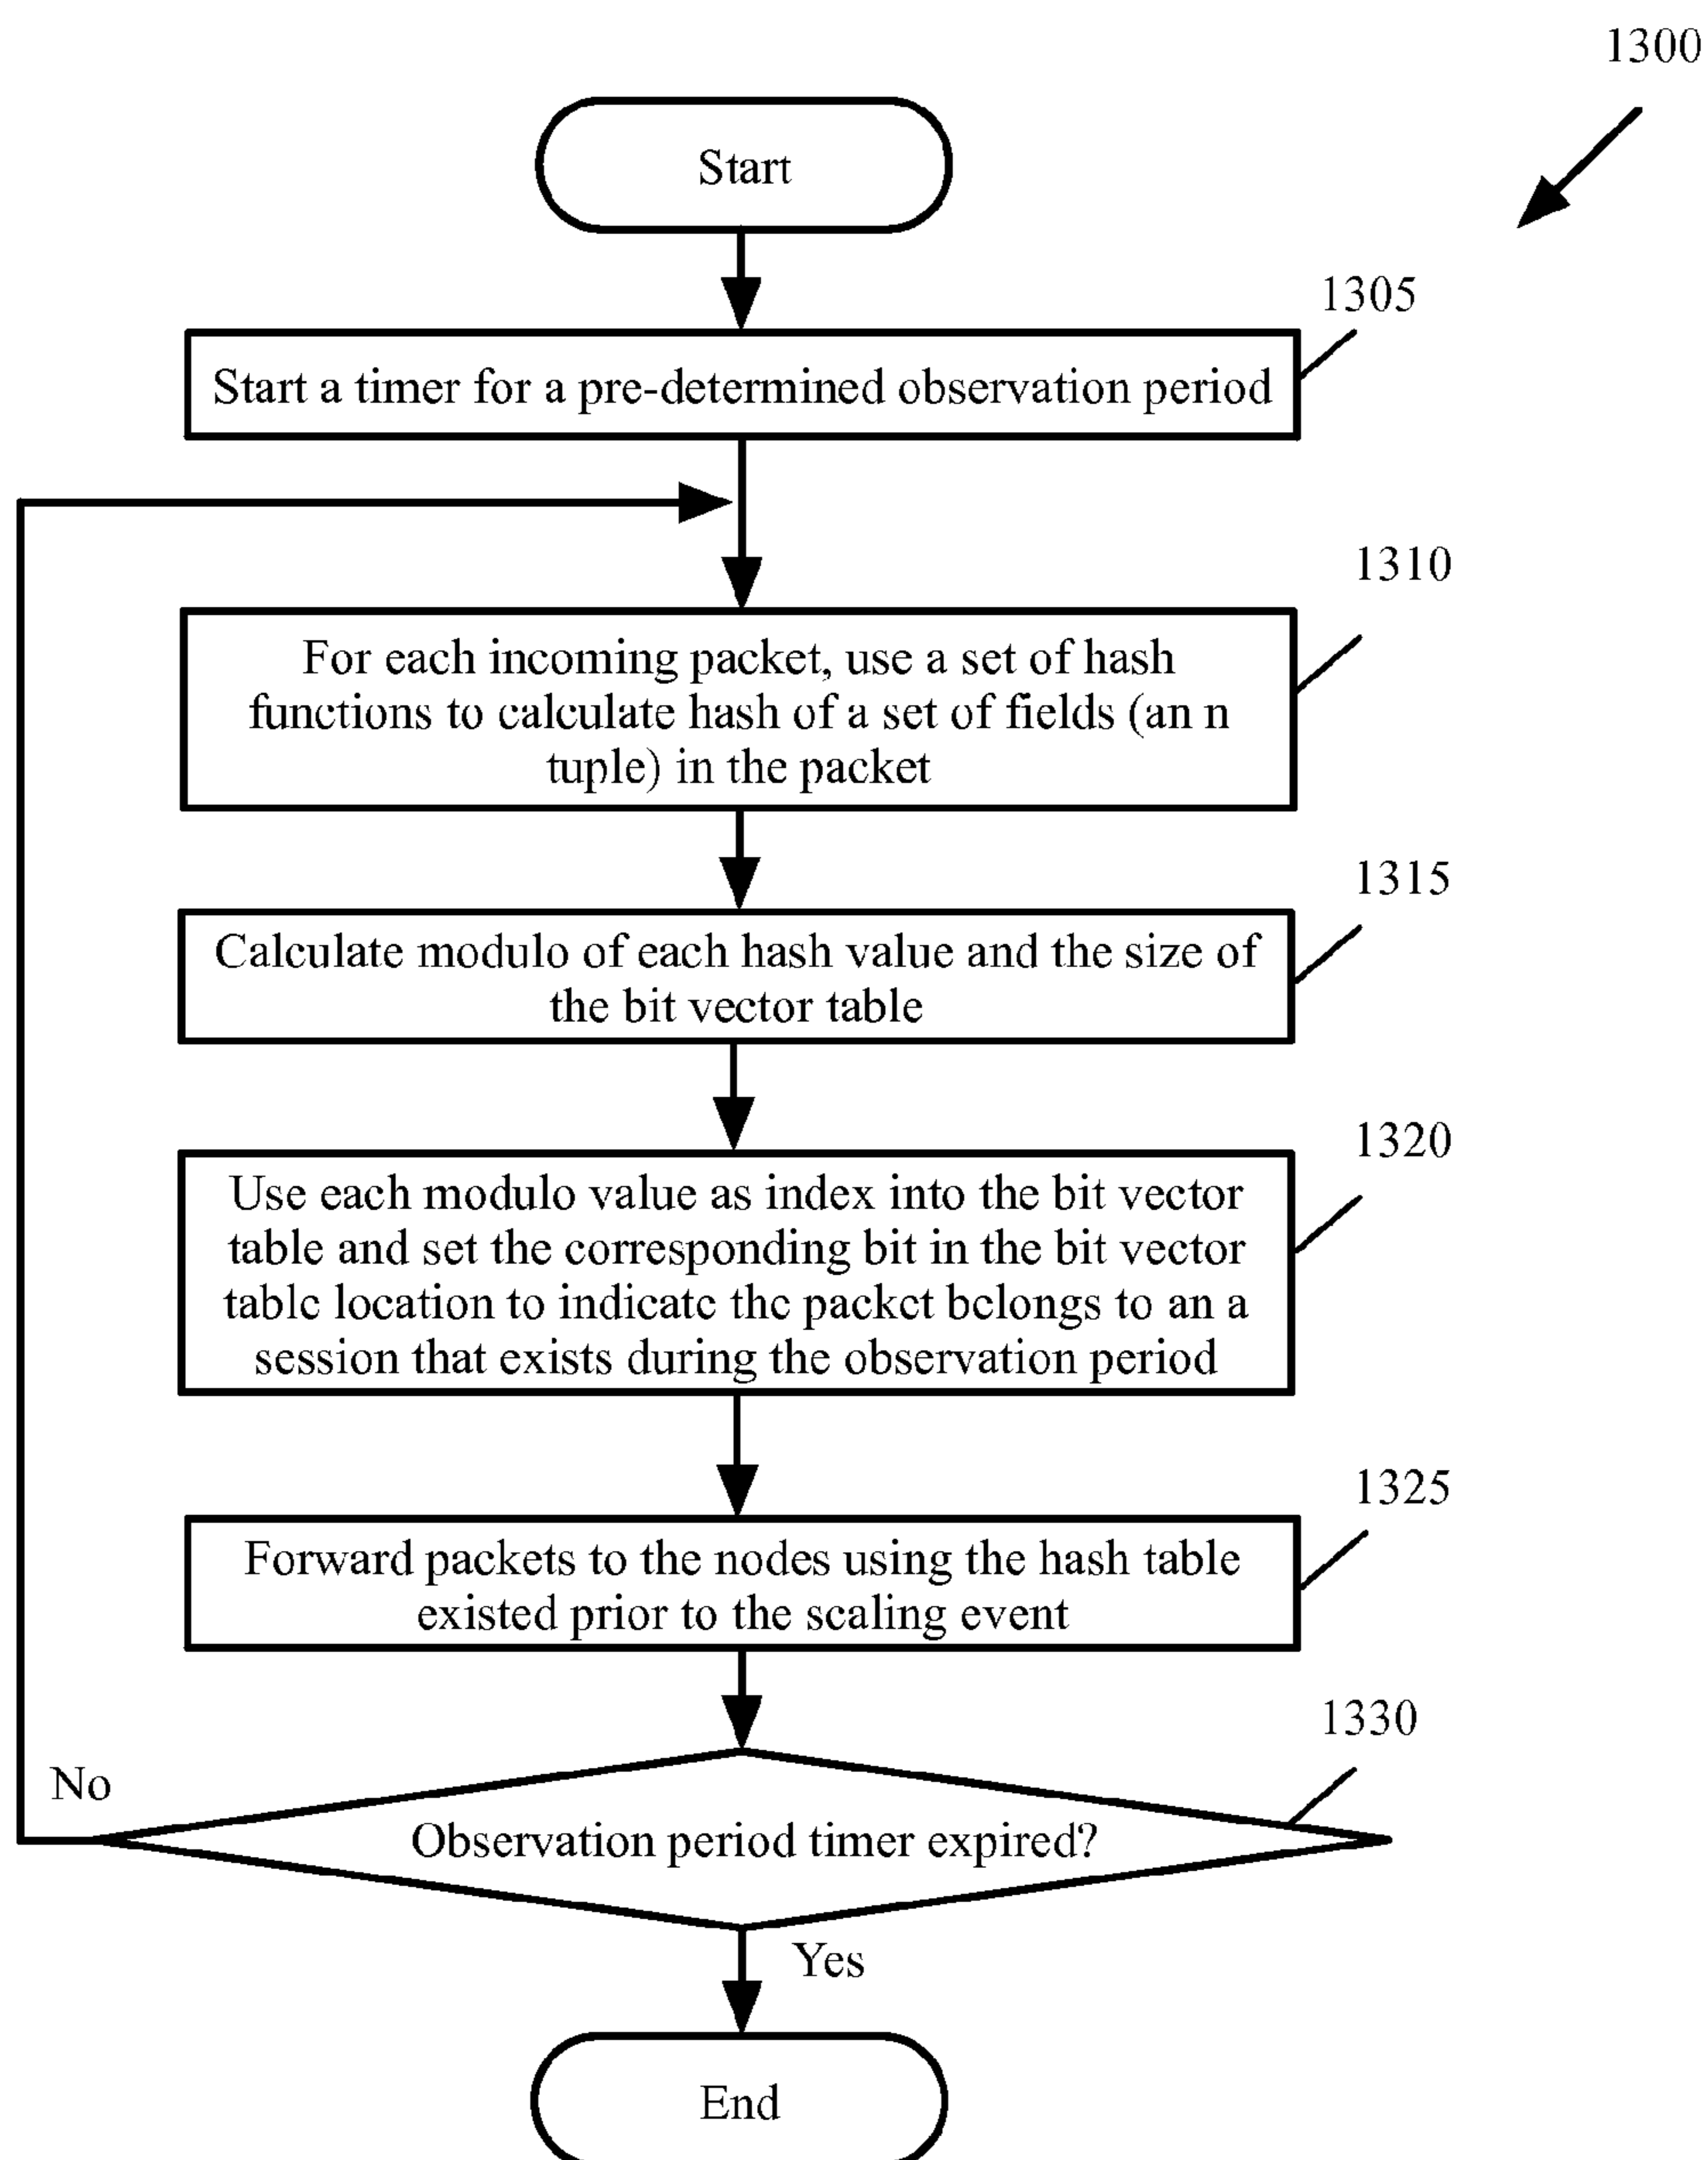 1300
Start
1305
Start a timer for a pre-determined observation period
1310
For each incoming packet, use a set of hash
functions to calculate hash of a set of fields (an n
tuple) in the packet
1315
Calculate modulo of each hash value and the size of
the bit vector table
1320
Use each modulo value as index into the bit vector
table and set the corresponding bit in the bit vector
table location to indicate the packet belongs to an a
session that exists during the observation period
1325
Forward packets to the nodes using the hash table
existed prior to the scaling event
1330
No
Observation period timer expired?
Yes
End